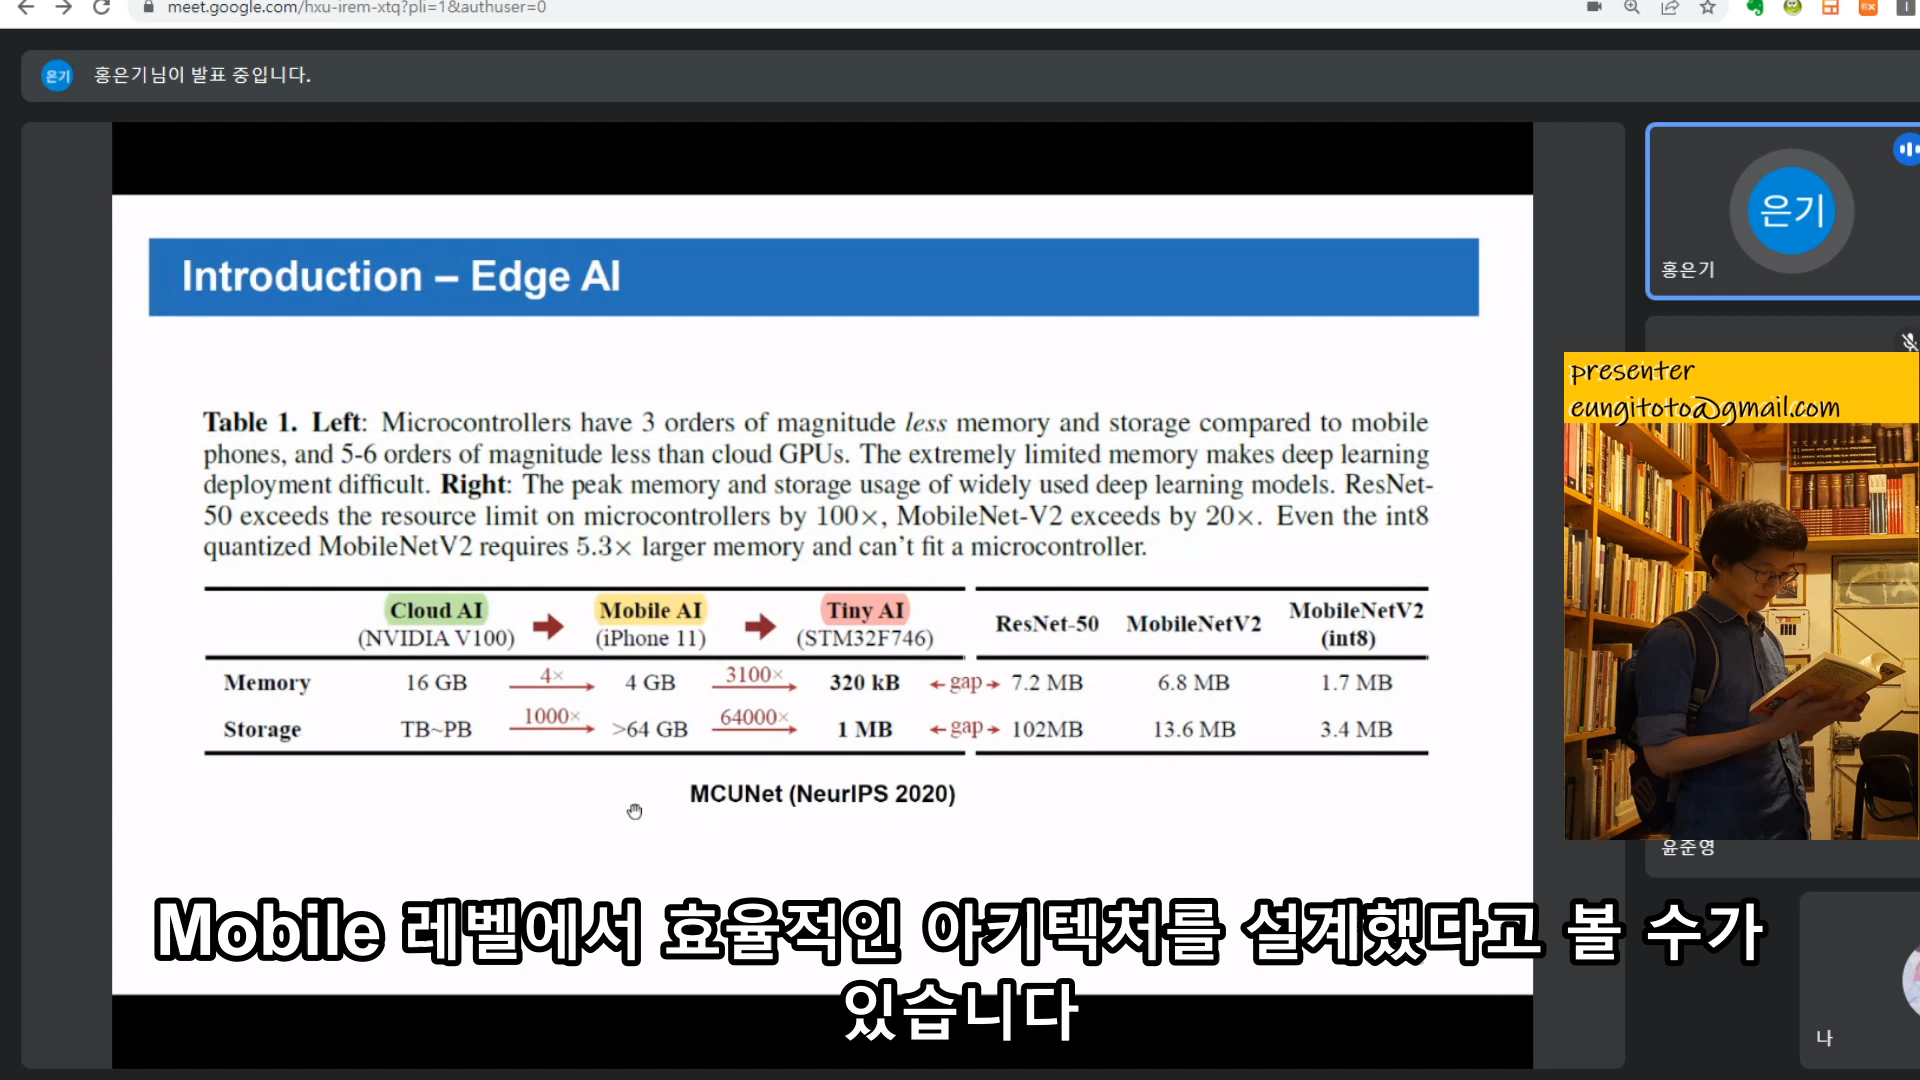 meet.google.com/hxu-irem-xtq?pli=1&authuser=0
은기 홍은기님이 발표 중입니다.
Introduction – Edge AI
Table 1. Left: Microcontrollers have 3 orders of magnitude less memory and storage compared to mobile
phones, and 5-6 orders of magnitude less than cloud GPUs. The extremely limited memory makes deep learning
deployment difficult. Right: The peak memory and storage usage of widely used deep learning models. ResNet-
50 exceeds the resource limit on microcontrollers by 100×, MobileNet-V2 exceeds by 20×. Even the int8
quantized MobileNetV2 requires 5.3× larger memory and can't fit a microcontroller.
Cloud AI Mobile AI Tiny AI ResNet-50 MobileNetV2 MobileNetV2
(NVIDIA V100) (iPhone 11) (STM32F746) (int8)
Memory 16 GB 4× 4 GB 3100× 320 kB gap 7.2 MB 6.8 MB 1.7 MB
Storage TB~PB 1000× >64 GB 64000× 1 MB gap 102MB 13.6 MB 3.4 MB
MCUNet (NeurIPS 2020)
은기
홍은기
presenter
eungitoto@gmail.com
윤준영
나
Mobile 레벨에서 효율적인 아키텍처를 설계했다고 볼 수가
있습니다